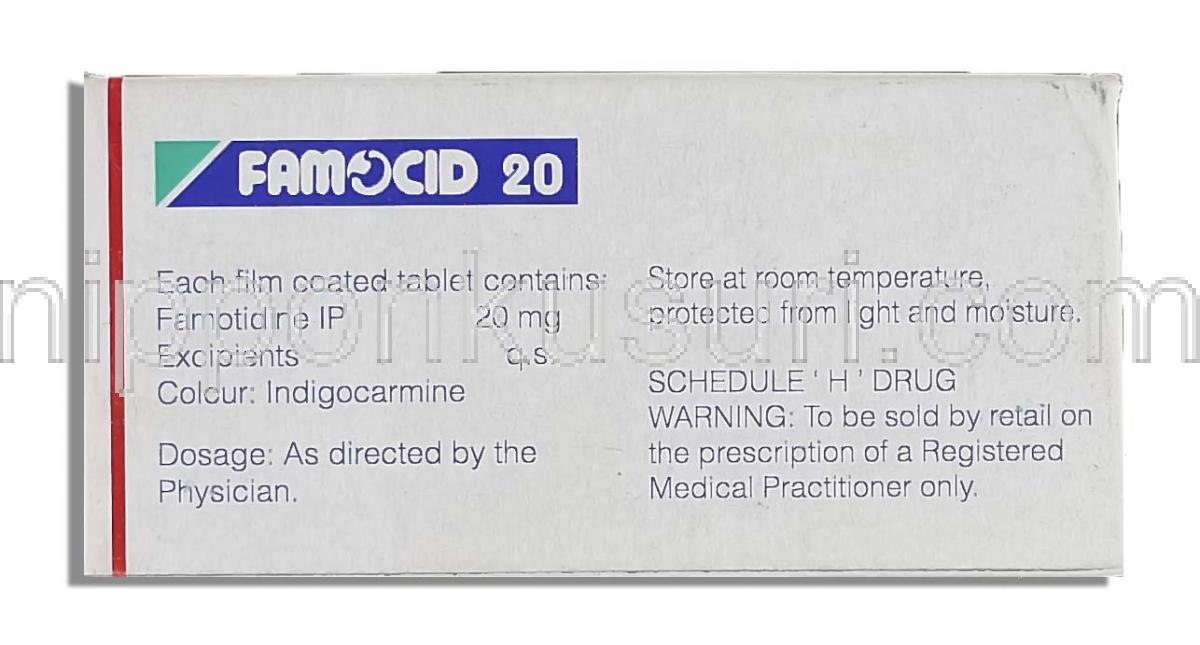 FAMOCID 20
Each film coated tablet contains:
Famotidine IP 20 mg
Excipients q.s.
Colour: Indigocarmine
Dosage: As directed by the
Physician.
Store at room temperature,
protected from light and moisture.
SCHEDULE ' H ' DRUG
WARNING: To be sold by retail on
the prescription of a Registered
Medical Practitioner only.
nipponkusuri.com